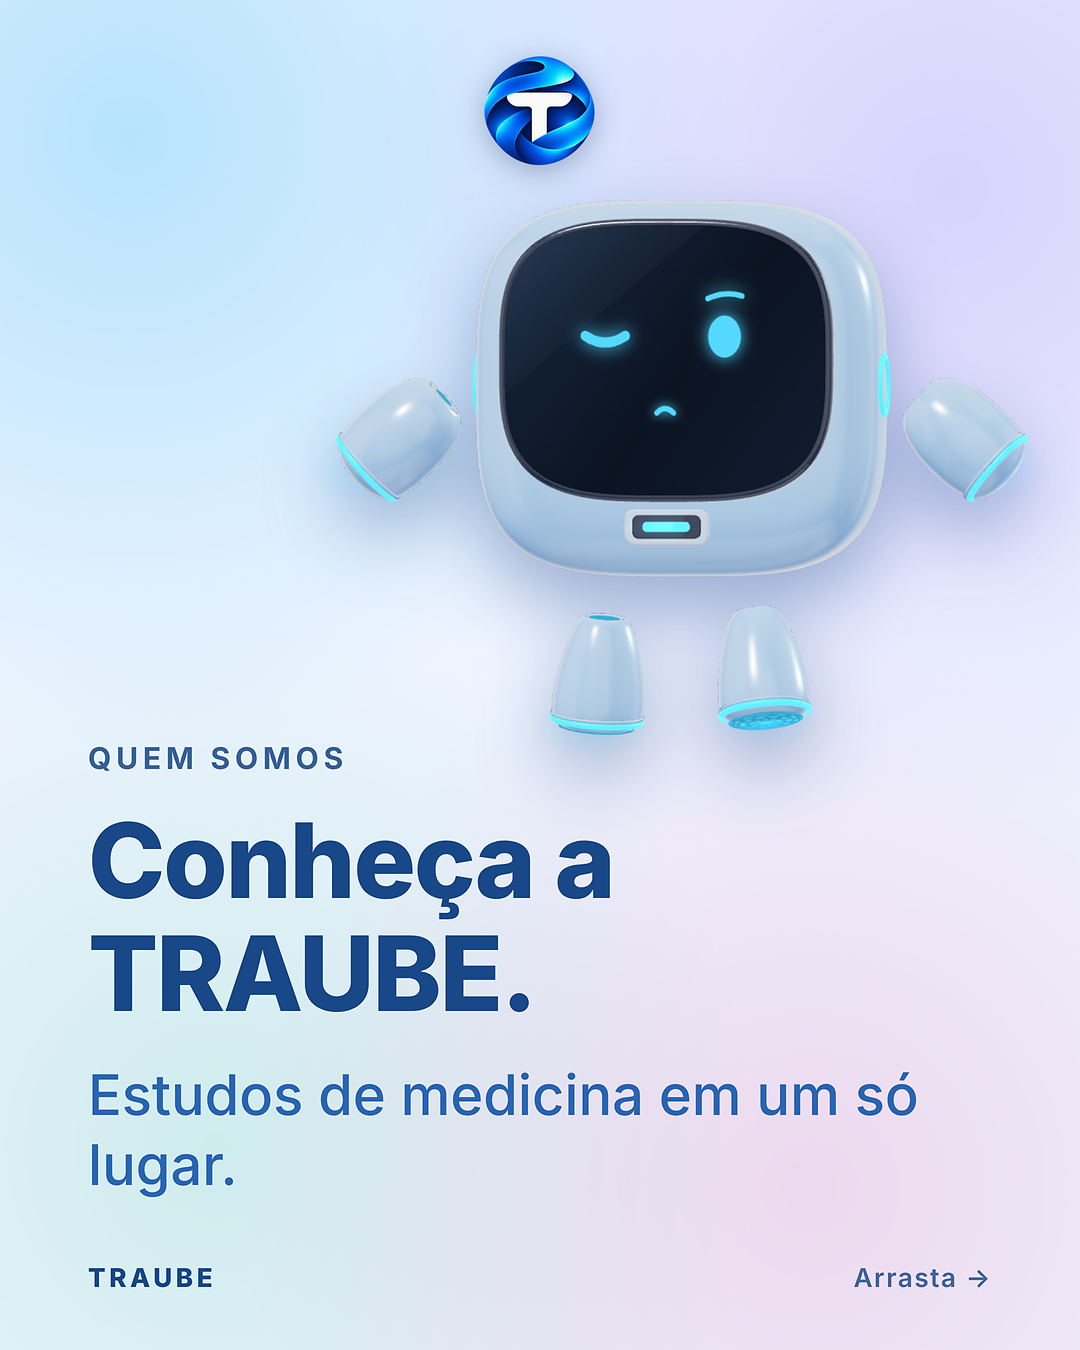 T
QUEM SOMOS
Conheça a
TRAUBE.
Estudos de medicina em um só
lugar.
TRAUBE
Arrasta →